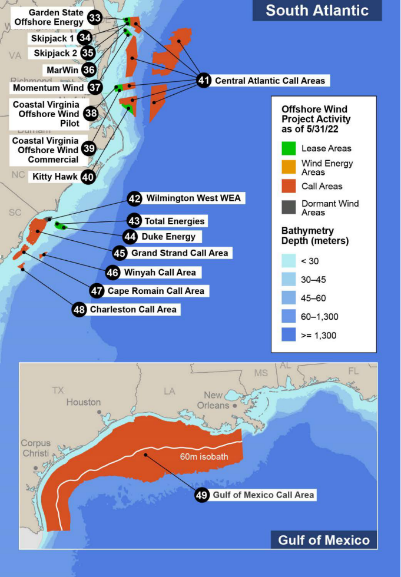 South Atlantic
Garden State
Offshore Energy
33
Skipjack 1
34
Skipjack 2
35
MarWin
36
Momentum Wind
37
Coastal Virginia
Offshore Wind
Pilot
38
Coastal Virginia
Offshore Wind
Commercial
39
Kitty Hawk
40
41
Central Atlantic Call Areas
VA
NC
SC
42
Wilmington West WEA
43
Total Energies
44
Duke Energy
45
Grand Strand Call Area
46
Winyah Call Area
47
Cape Romain Call Area
48
Charleston Call Area
Offshore Wind
Project Activity
as of 5/31/22
Lease Areas
Wind Energy
Areas
Call Areas
Dormant Wind
Areas
Bathymetry
Depth (meters)
< 30
30–45
45–60
60–1,300
>= 1,300
TX
LA
MS
AL
FL
Houston
New
Orleans
Corpus
Christi
60m isobath
49
Gulf of Mexico Call Area
Gulf of Mexico